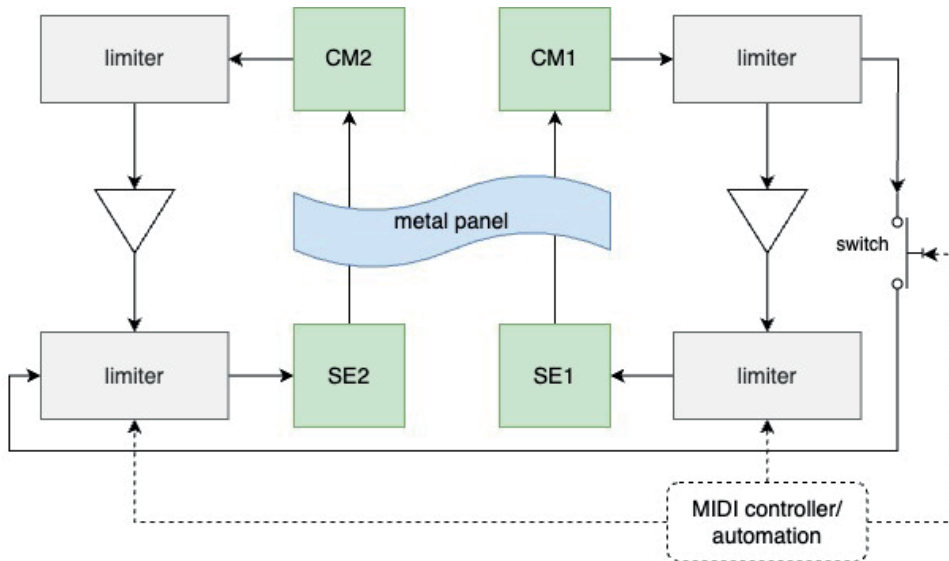 limiter
CM2
CM1
limiter
metal panel
switch
limiter
SE2
SE1
limiter
MIDI controller/
automation